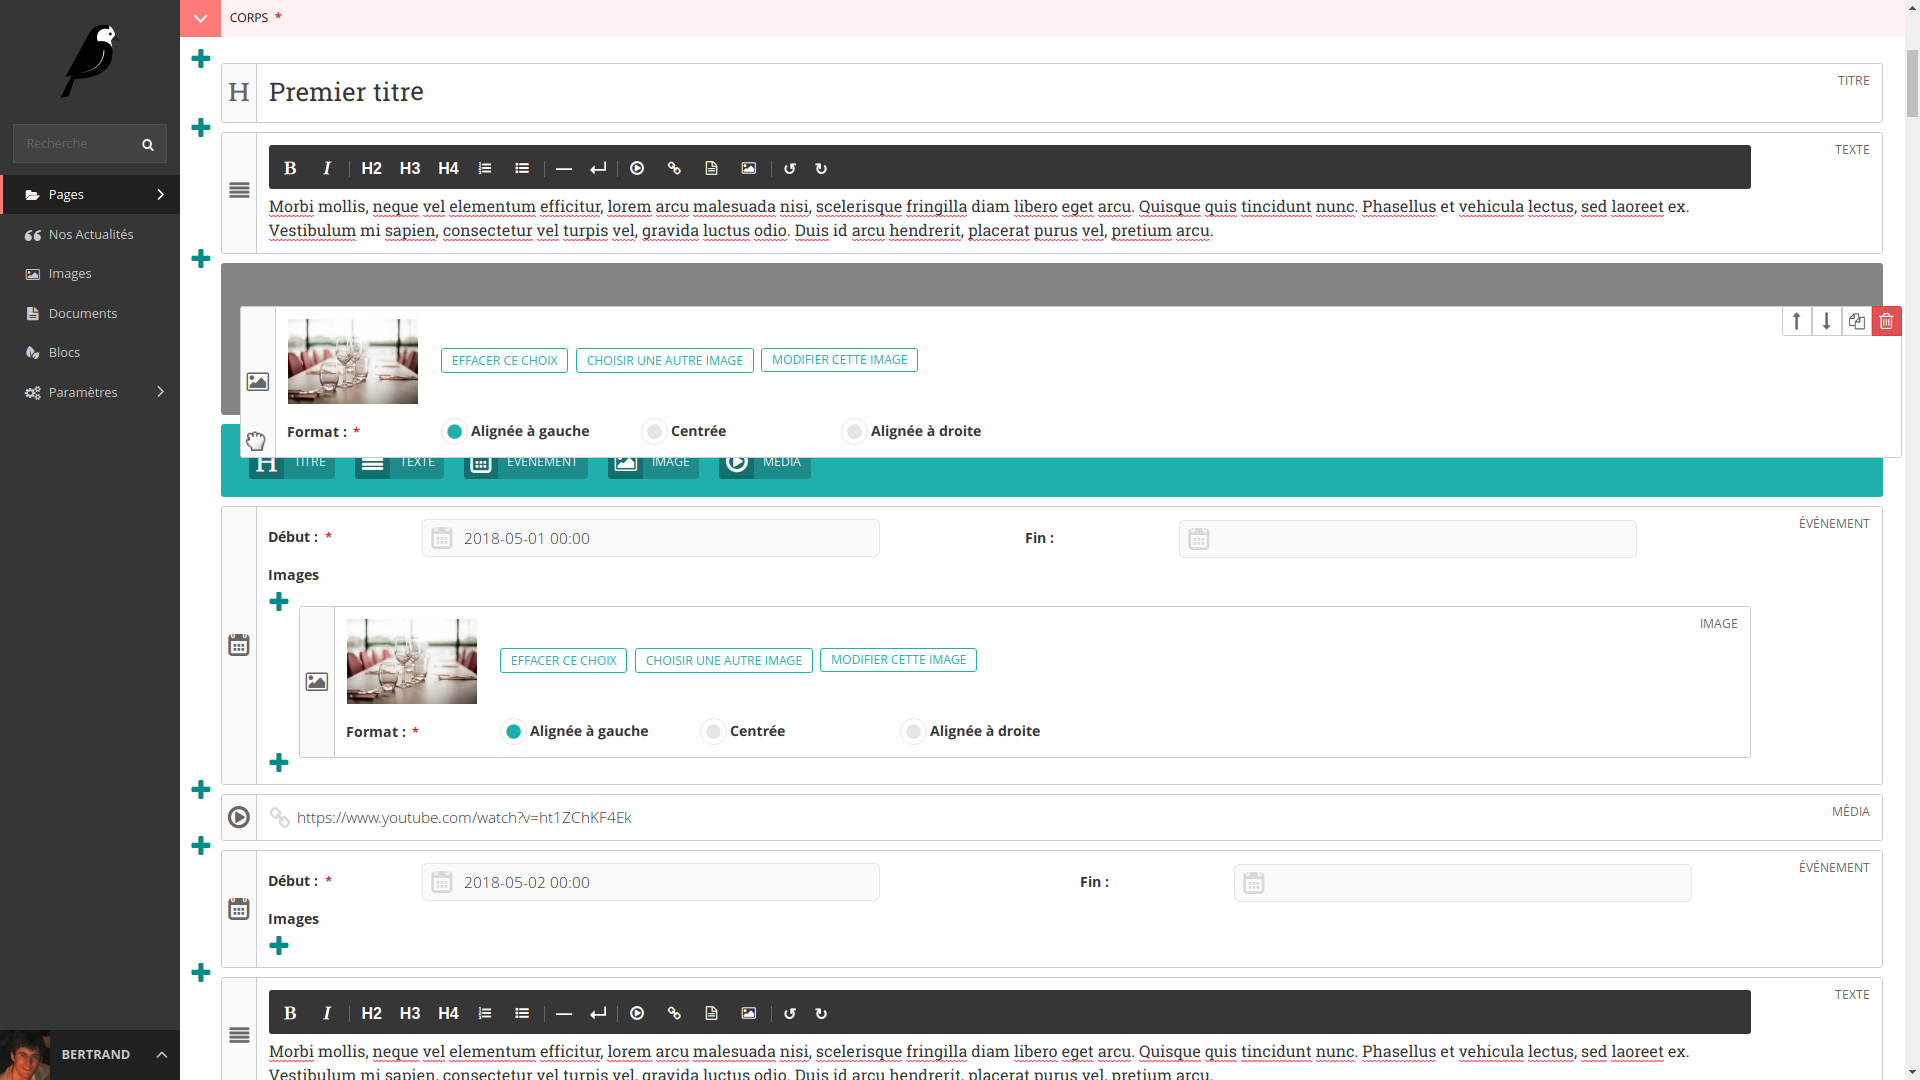 CORPS *
Recherche
Pages
Nos Actualités
Images
Documents
Blocs
Paramètres
BERTRAND
H Premier titre
TITRE
TEXTE
B I H2 H3 H4
Morbi mollis, neque vel elementum efficitur, lorem arcu malesuada nisi, scelerisque fringilla diam libero eget arcu. Quisque quis tincidunt nunc. Phasellus et vehicula lectus, sed laoreet ex.
Vestibulum mi sapien, consectetur vel turpis vel, gravida luctus odio. Duis id arcu hendrerit, placerat purus vel, pretium arcu.
EFFACER CE CHOIX CHOISIR UNE AUTRE IMAGE MODIFIER CETTE IMAGE
Format : * Alignée à gauche Centrée Alignée à droite
H TITRE TEXTE ÉVÉNEMENT IMAGE MÉDIA
ÉVÉNEMENT
Début : * 2018-05-01 00:00 Fin :
Images
IMAGE
EFFACER CE CHOIX CHOISIR UNE AUTRE IMAGE MODIFIER CETTE IMAGE
Format : * Alignée à gauche Centrée Alignée à droite
https://www.youtube.com/watch?v=ht1ZChKF4Ek
MÉDIA
ÉVÉNEMENT
Début : * 2018-05-02 00:00 Fin :
Images
TEXTE
B I H2 H3 H4
Morbi mollis, neque vel elementum efficitur, lorem arcu malesuada nisi, scelerisque fringilla diam libero eget arcu. Quisque quis tincidunt nunc. Phasellus et vehicula lectus, sed laoreet ex.
Vestibulum mi sapien, consectetur vel turpis vel, gravida luctus odio. Duis id arcu hendrerit, placerat purus vel, pretium arcu.